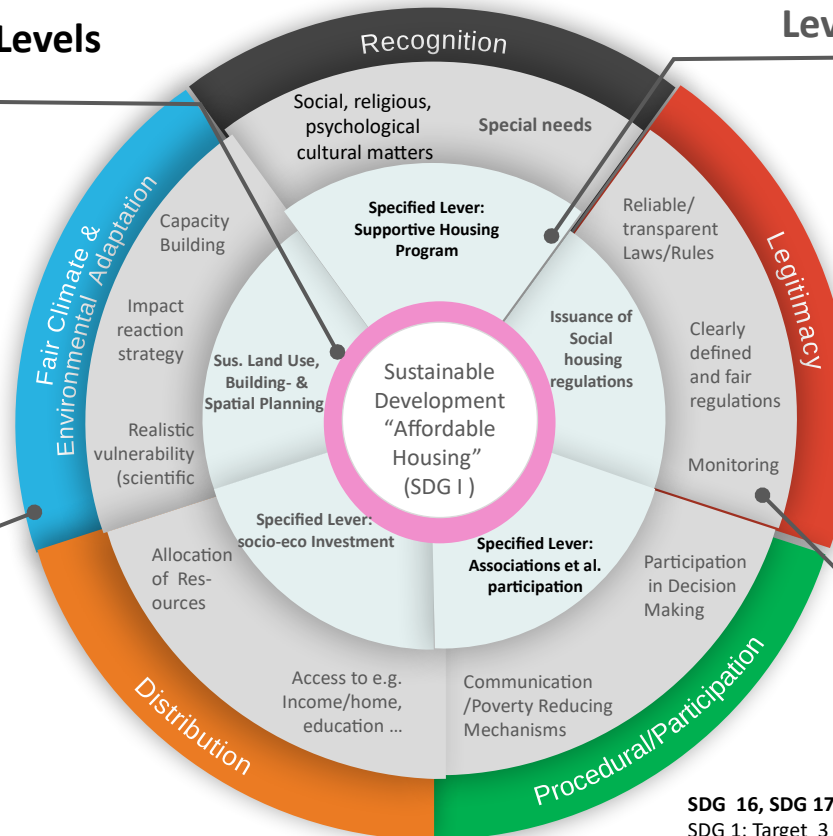 Levels
Lev
Recognition
Social, religious,
psychological
cultural matters
Special needs
Specified Lever:
Supportive Housing
Program
Fair Climate &
Environmental Adaptation
Capacity
Building
Impact
reaction
strategy
Realistic
vulnerability
(scientific
Sus. Land Use,
Building- &
Spatial Planning
Legitimacy
Reliable/
transparent
Laws/Rules
Clearly
defined
and fair
regulations
Monitoring
Issuance of
Social
housing
regulations
Sustainable
Development
“Affordable
Housing”
(SDG I )
Specified Lever:
socio-eco Investment
Specified Lever:
Associations et al.
participation
Allocation
of Res-
ources
Access to e.g.
Income/home,
education ...
Distribution
Participation
in Decision
Making
Communication
/Poverty Reducing
Mechanisms
Procedural/Participation
SDG 16, SDG 17
SDG 1: Target 3